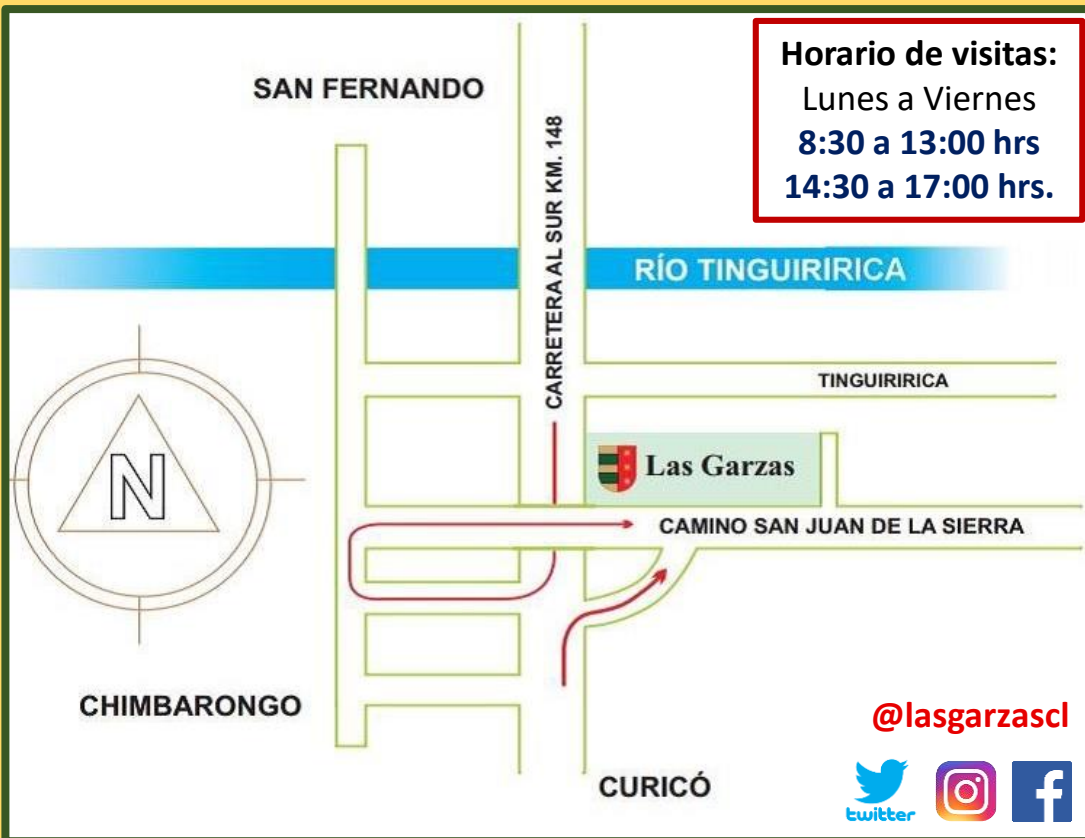 Horario de visitas:
Lunes a Viernes
8:30 a 13:00 hrs
14:30 a 17:00 hrs.
SAN FERNANDO
CARRETERA AL SUR KM. 148
RÍO TINGUIRIRICA
TINGUIRIRICA
Las Garzas
N
CAMINO SAN JUAN DE LA SIERRA
CHIMBARONGO
@lasgarzascl
CURICÓ
twitter